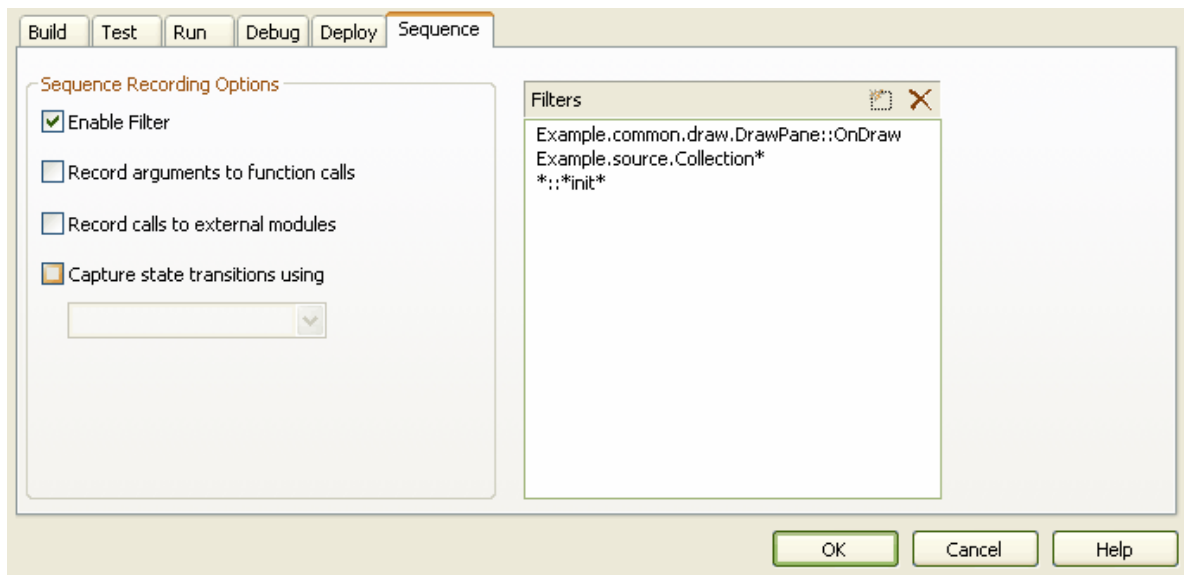 Build Test Run Debug Deploy Sequence
Sequence Recording Options
Enable Filter
Record arguments to function calls
Record calls to external modules
Capture state transitions using
Filters
Example.common.draw.DrawPane::OnDraw
Example.source.Collection*
*::*init*
OK Cancel Help